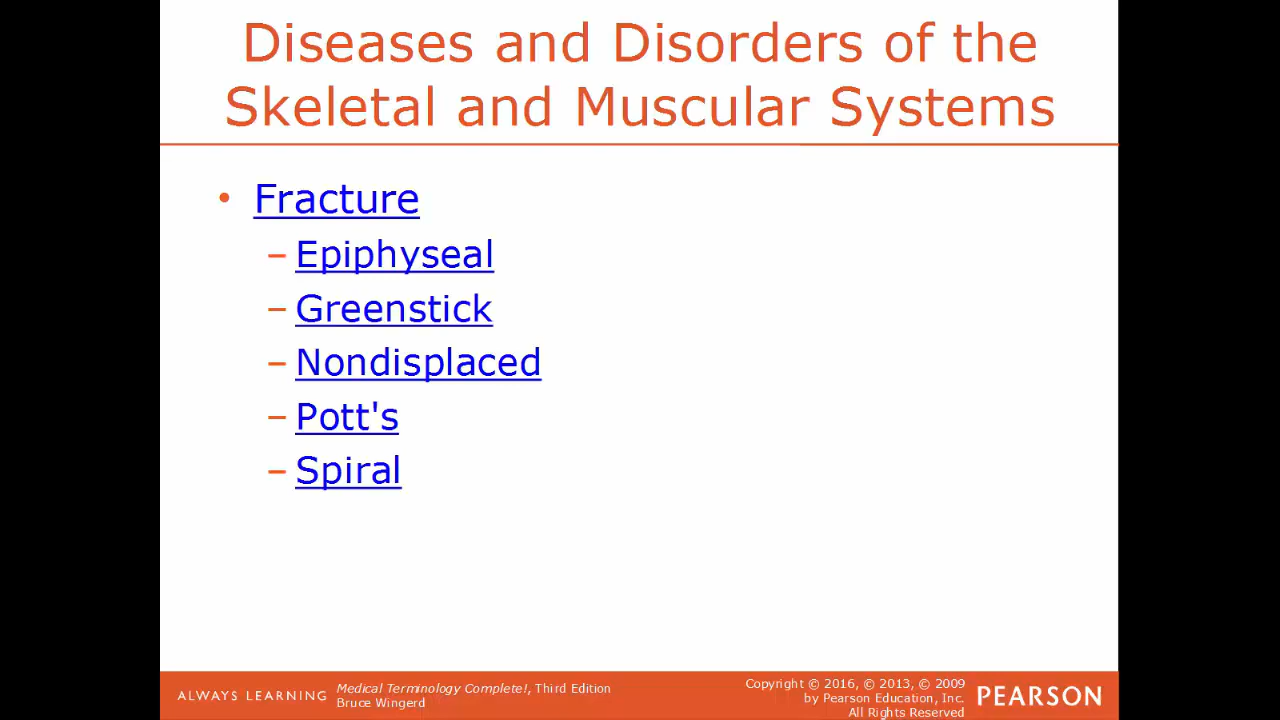 Diseases and Disorders of the
Skeletal and Muscular Systems
• Fracture
– Epiphyseal
– Greenstick
– Nondisplaced
– Pott's
– Spiral
ALWAYS LEARNING
Medical Terminology Complete!, Third Edition
Bruce Wingerd
Copyright © 2016, © 2013, © 2009
by Pearson Education, Inc.
All Rights Reserved
PEARSON